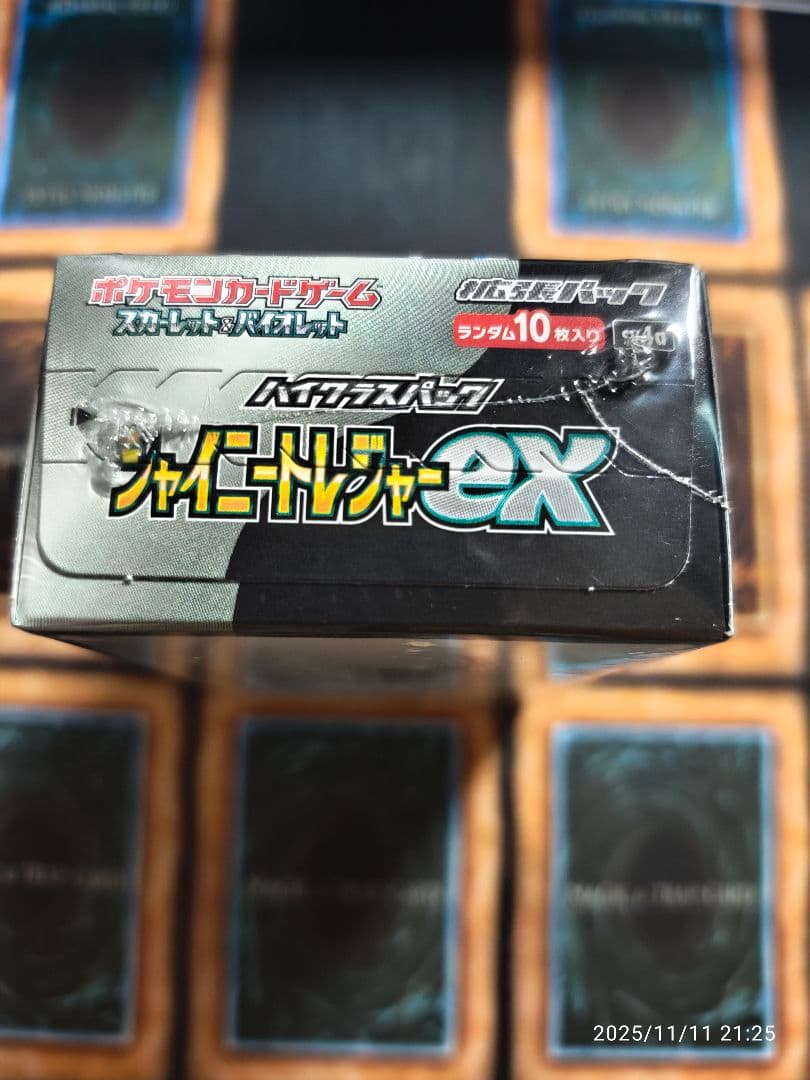 ポケモンカードゲーム
スカーレット&バイオレット
拡張パック
ランダム10枚入り
sv4a
ハイクラスパック
シャイニートレジャーex
2025/11/11 21:25